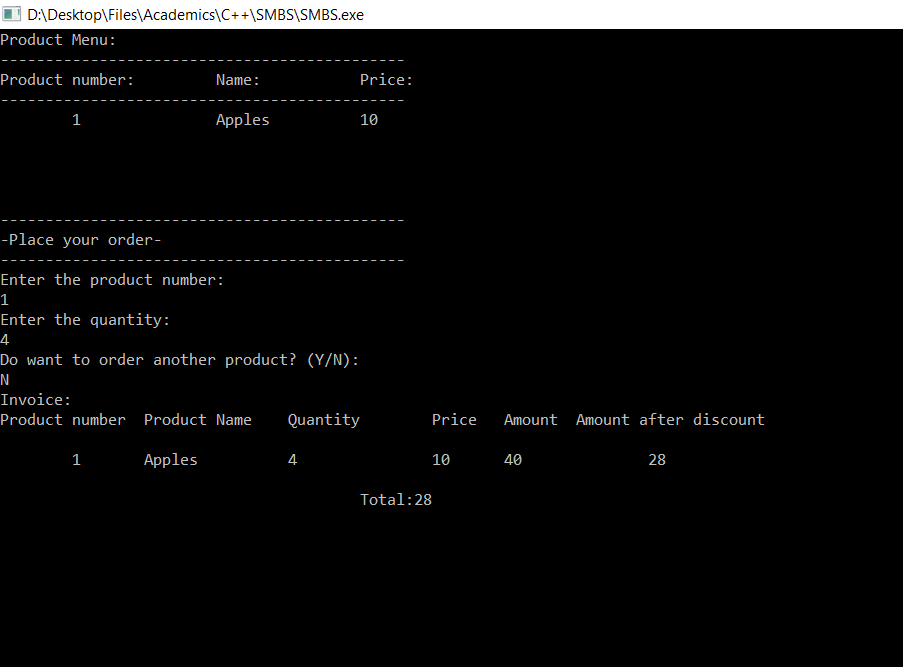 D:\Desktop\Files\Academics\C++\SMBS\SMBS.exe
Product Menu:
---------------------------------------------
Product number: Name: Price:
---------------------------------------------
1 Apples 10
---------------------------------------------
-Place your order-
---------------------------------------------
Enter the product number:
1
Enter the quantity:
4
Do want to order another product? (Y/N):
N
Invoice:
Product number Product Name Quantity Price Amount Amount after discount
1 Apples 4 10 40 28
Total:28